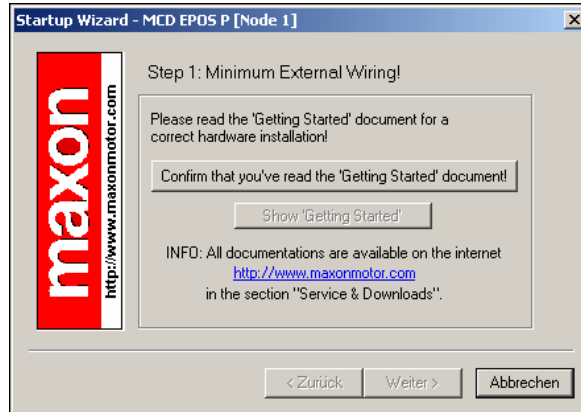 Startup Wizard - MCD EPOS P [Node 1]
maxon
http://www.maxonmotor.com
Step 1: Minimum External Wiring!
Please read the 'Getting Started' document for a
correct hardware installation!
Confirm that you've read the 'Getting Started' document!
Show 'Getting Started'
INFO: All documentations are available on the internet
http://www.maxonmotor.com
in the section "Service & Downloads".
< Zurück
Weiter >
Abbrechen